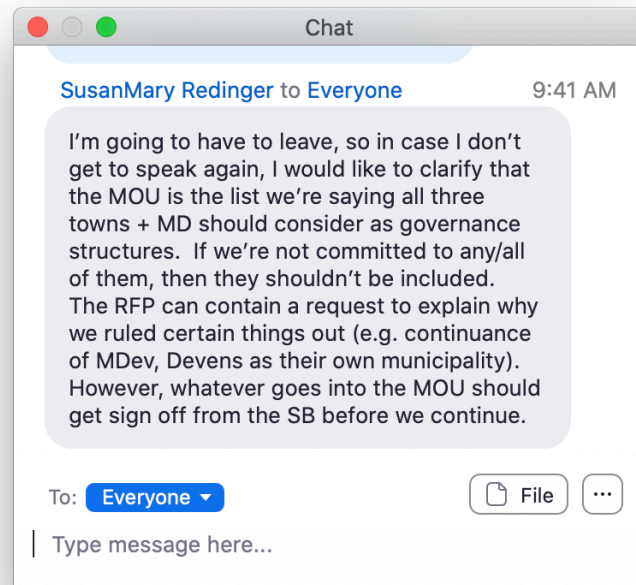 Chat
SusanMary Redinger to Everyone 9:41 AM
I'm going to have to leave, so in case I don't
get to speak again, I would like to clarify that
the MOU is the list we're saying all three
towns + MD should consider as governance
structures.  If we're not committed to any/all
of them, then they shouldn't be included.
The RFP can contain a request to explain why
we ruled certain things out (e.g. continuance
of MDev, Devens as their own municipality).
However, whatever goes into the MOU should
get sign off from the SB before we continue.
To: Everyone File ...
Type message here...